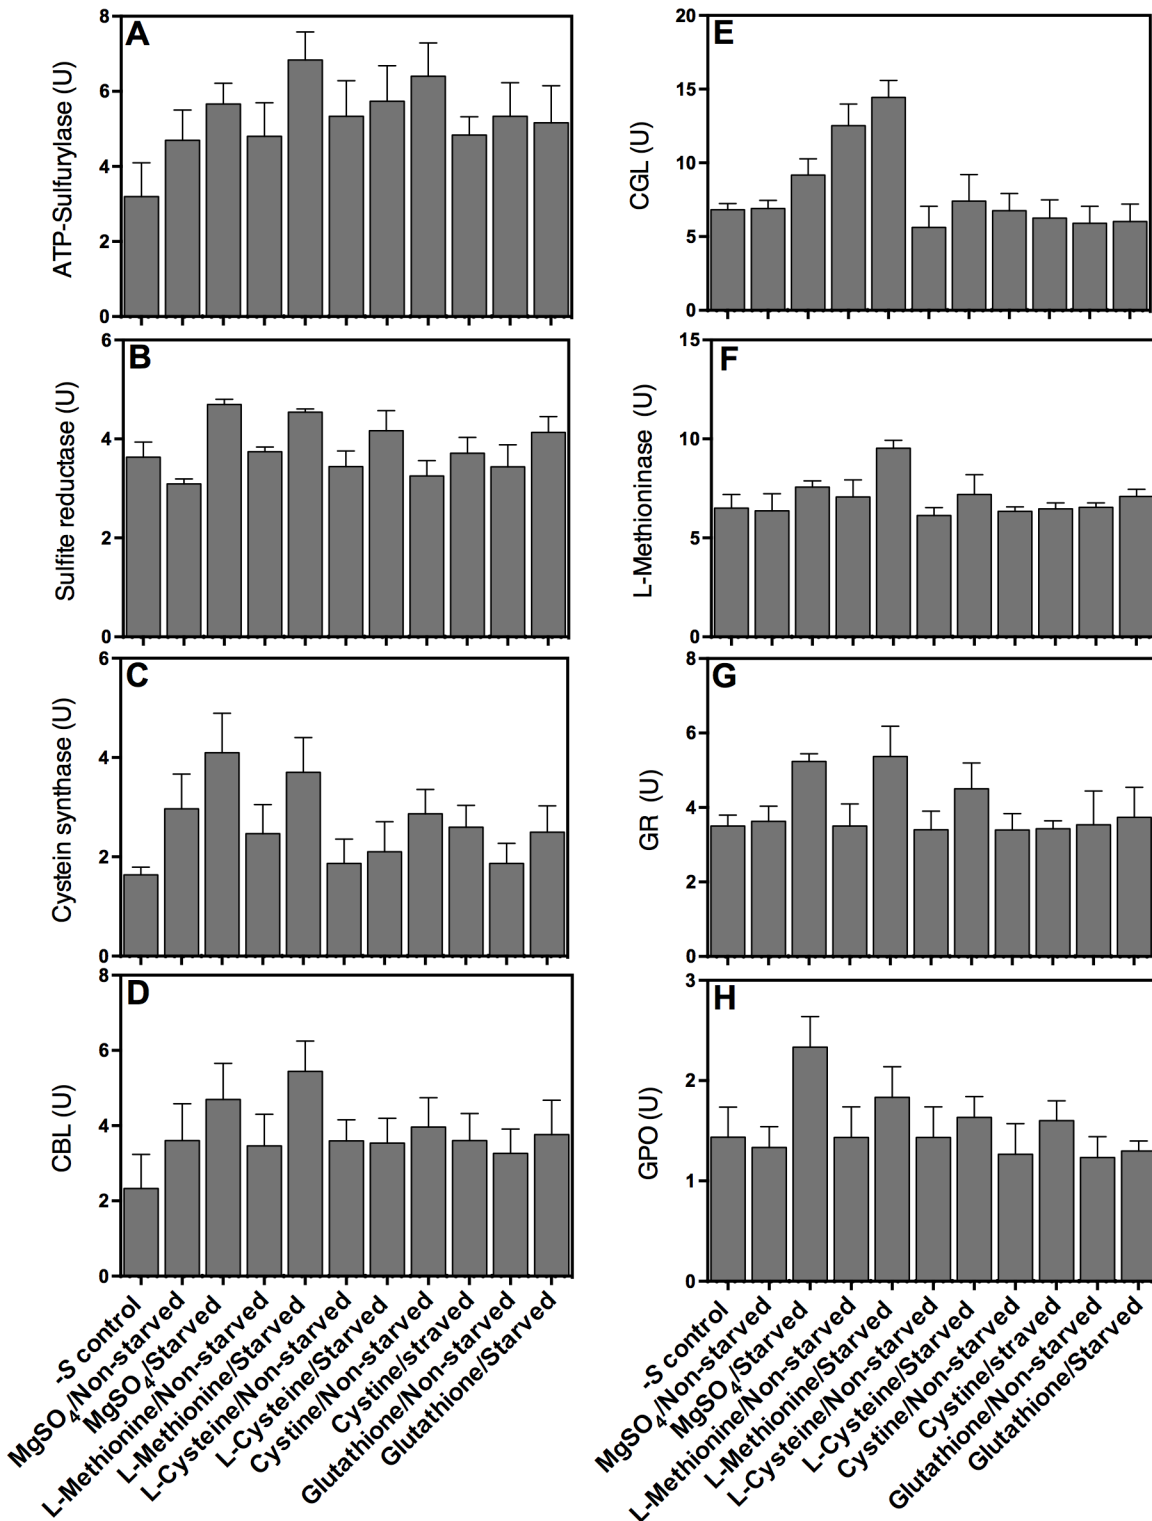 A
ATP-Sulfurylase (U)
8
6
4
2
0
B
Sulfite reductase (U)
6
4
2
0
C
Cystein synthase (U)
6
4
2
0
D
CBL (U)
8
6
4
2
0
-S control
MgSO4/Non-starved
MgSO4/Starved
L-Methionine/Non-starved
L-Methionine/Starved
L-Cysteine/Non-starved
L-Cysteine/Starved
Cystine/Non-starved
Cystine/straved
Glutathione/Non-starved
Glutathione/Starved
E
CGL (U)
20
15
10
5
0
F
L-Methioninase (U)
15
10
5
0
G
GR (U)
8
6
4
2
0
H
GPO (U)
3
2
1
0
-S control
MgSO4/Non-starved
MgSO4/Starved
L-Methionine/Non-starved
L-Methionine/Starved
L-Cysteine/Non-starved
L-Cysteine/Starved
Cystine/Non-starved
Cystine/straved
Glutathione/Non-starved
Glutathione/Starved